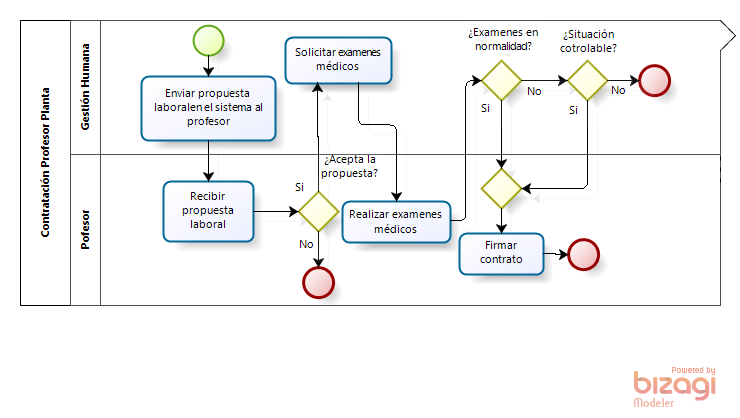 Contratación Profesor Planta
Gestión Humana
Enviar propuesta
laboralen el sistema al
profesor
Solicitar examenes
médicos
¿Examenes en
normalidad?
¿Situación
cotrolable?
Si
No
Si
No
Pofesor
Recibir
propuesta
laboral
¿Acepta la
propuesta?
Si
No
Realizar examenes
médicos
Firmar
contrato
Powered by
bizagi
Modeler